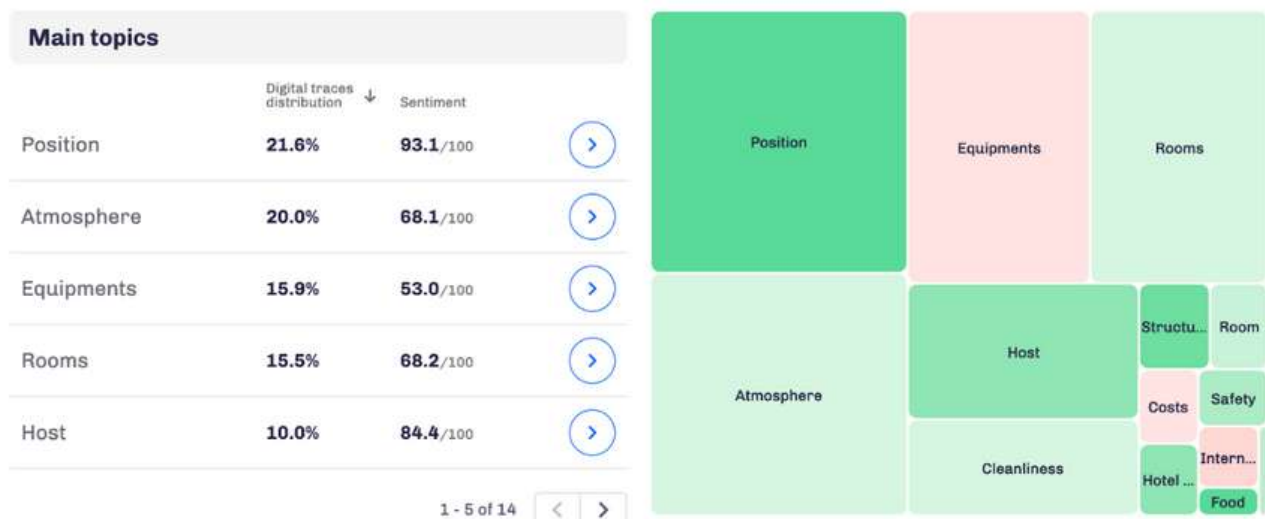 Main topics
Digital traces
distribution ↓ Sentiment
Position 21.6% 93.1/100
Atmosphere 20.0% 68.1/100
Equipments 15.9% 53.0/100
Rooms 15.5% 68.2/100
Host 10.0% 84.4/100
1 - 5 of 14
Position
Equipments
Rooms
Atmosphere
Host
Cleanliness
Structu...
Room
Costs
Safety
Hotel ...
Intern...
Food